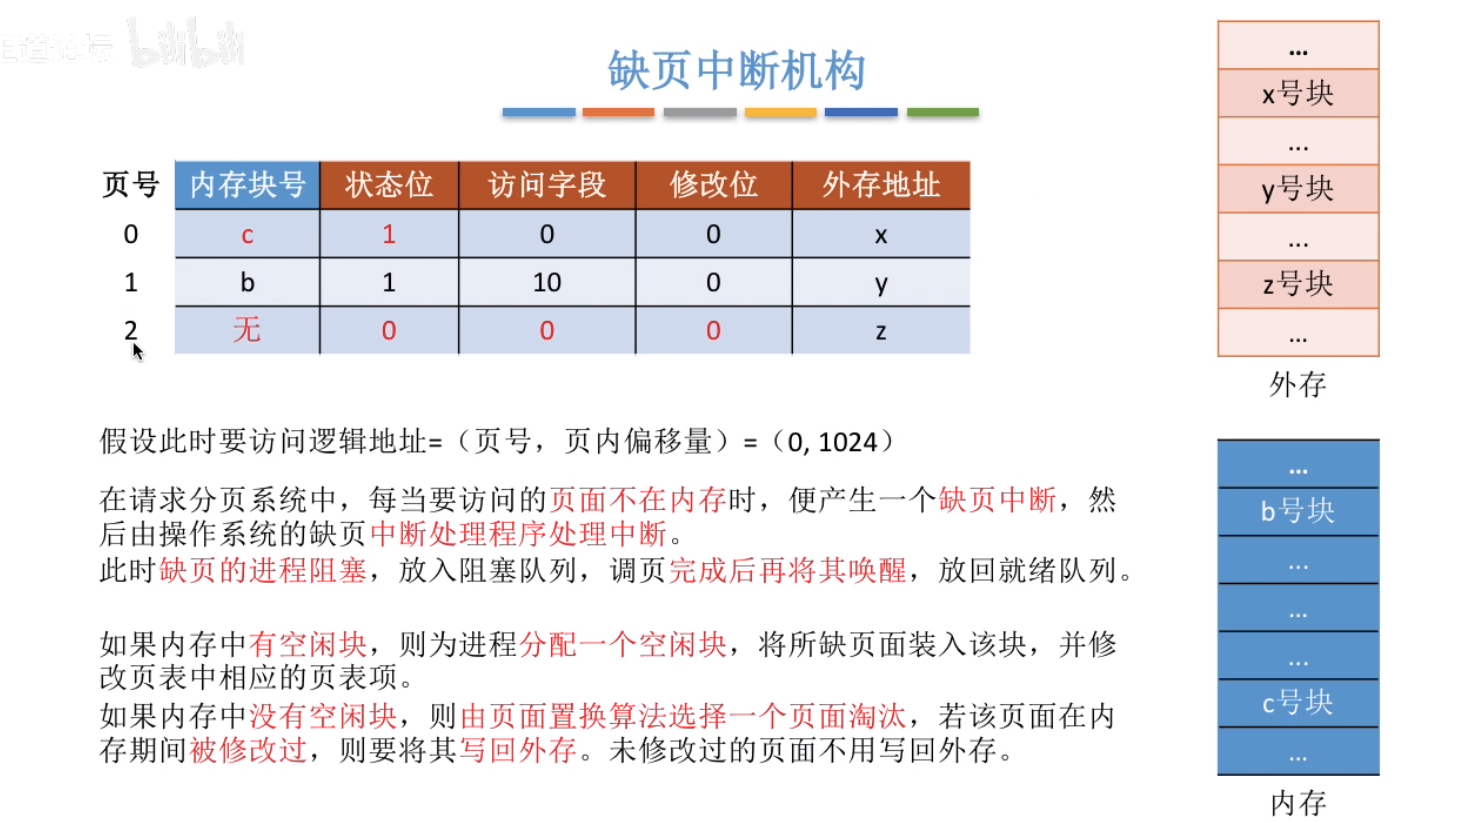 王道论坛 bilibili
缺页中断机构
页号 内存块号 状态位 访问字段 修改位 外存地址
0 c 1 0 0 x
1 b 1 10 0 y
2 无 0 0 0 z
假设此时要访问逻辑地址=（页号，页内偏移量）=（0, 1024）
在请求分页系统中，每当要访问的页面不在内存时，便产生一个缺页中断，然
后由操作系统的缺页中断处理程序处理中断。
此时缺页的进程阻塞，放入阻塞队列，调页完成后再将其唤醒，放回就绪队列。
如果内存中有空闲块，则为进程分配一个空闲块，将所缺页面装入该块，并修
改页表中相应的页表项。
如果内存中没有空闲块，则由页面置换算法选择一个页面淘汰，若该页面在内
存期间被修改过，则要将其写回外存。未修改过的页面不用写回外存。
...
x号块
...
y号块
...
z号块
...
外存
...
b号块
...
...
...
c号块
...
内存